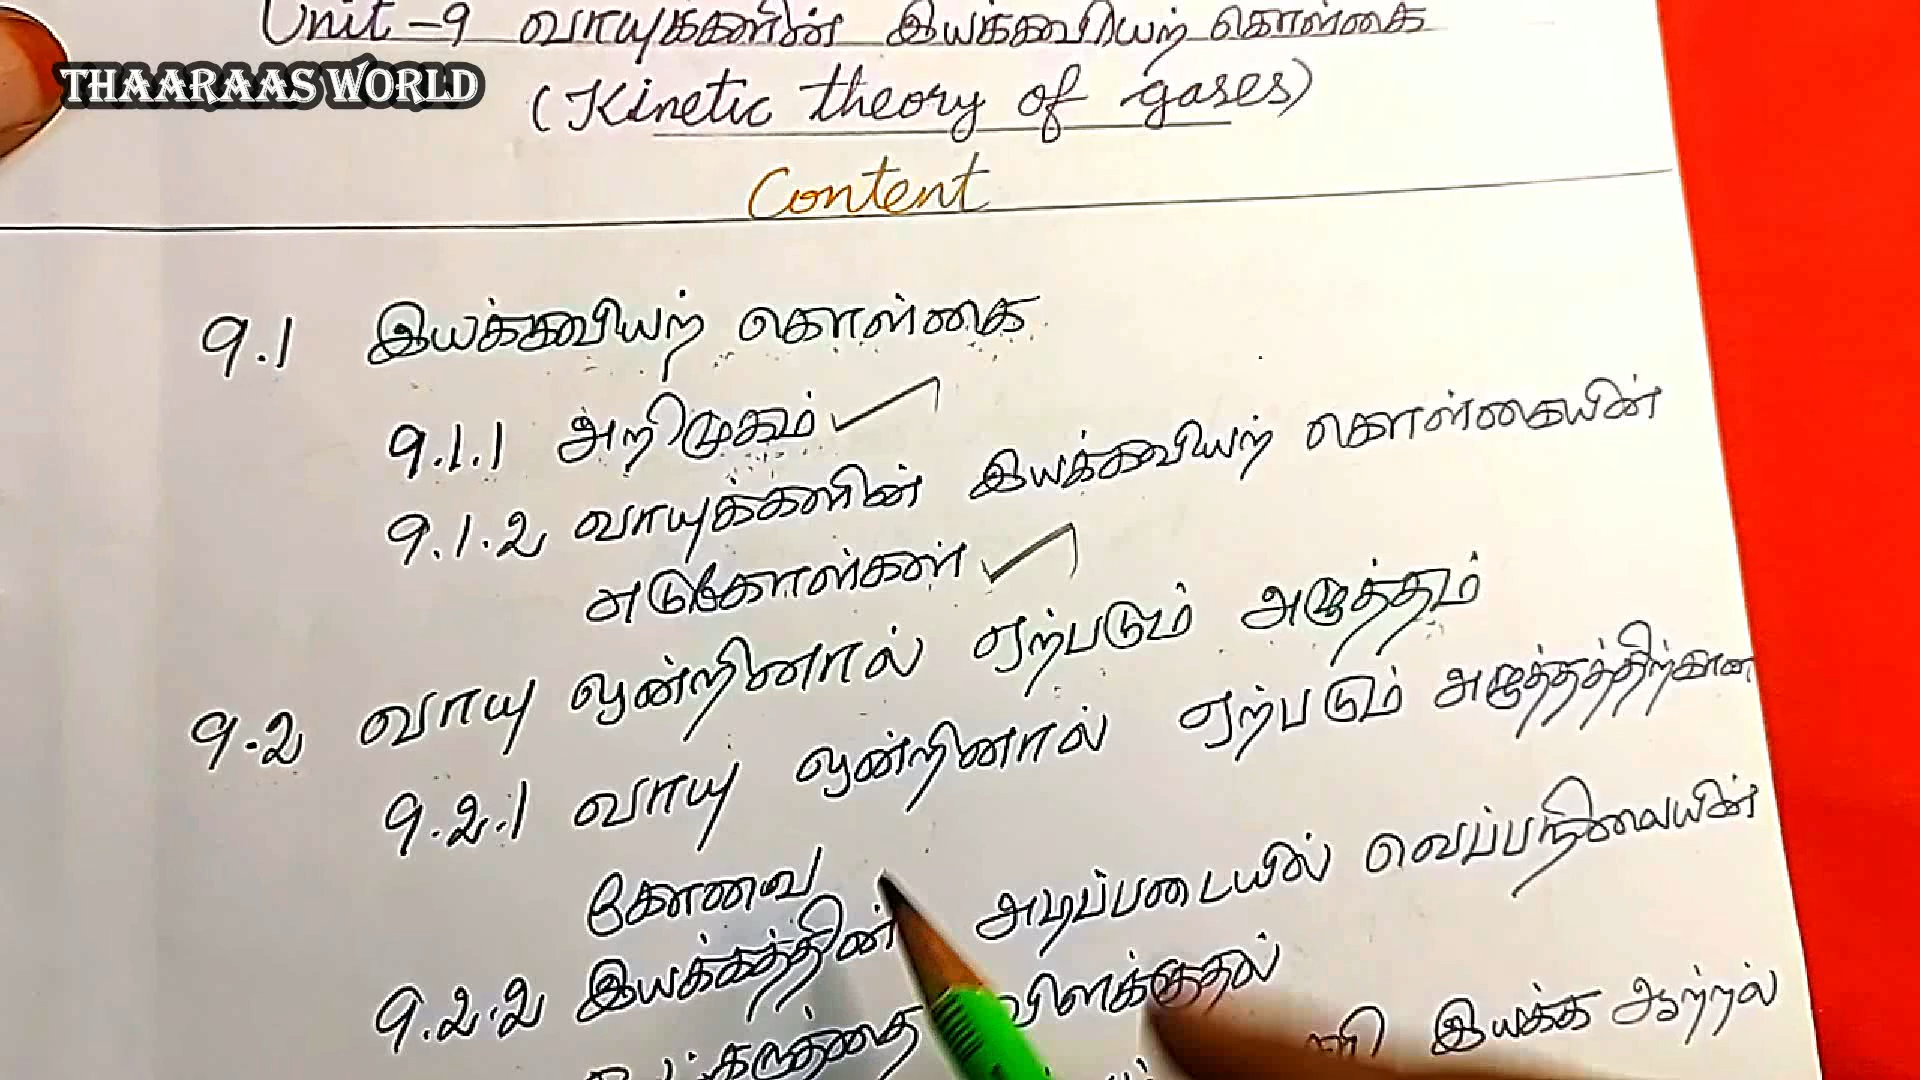 Unit-9 வாயுக்களின் இயக்கவியற் கொள்கை
THAARAAS WORLD
(Kinetic theory of gases)
Content
9.1 இயக்கவியற் கொள்கை
9.1.1 அறிமுகம்
9.1.2 வாயுக்களின் இயக்கவியற் கொள்கையின்
அடுகோள்கள்
9.2 வாயு ஒன்றினால் ஏற்படும் அழுத்தம்
9.2.1 வாயு ஒன்றினால் ஏற்படும் அழுத்தத்திற்கான
கோவை
9.2.2 இயக்கத்தின் அடிப்படையில் வெப்பநிலையின்
விளக்குதல்
இயக்க ஆற்றல்